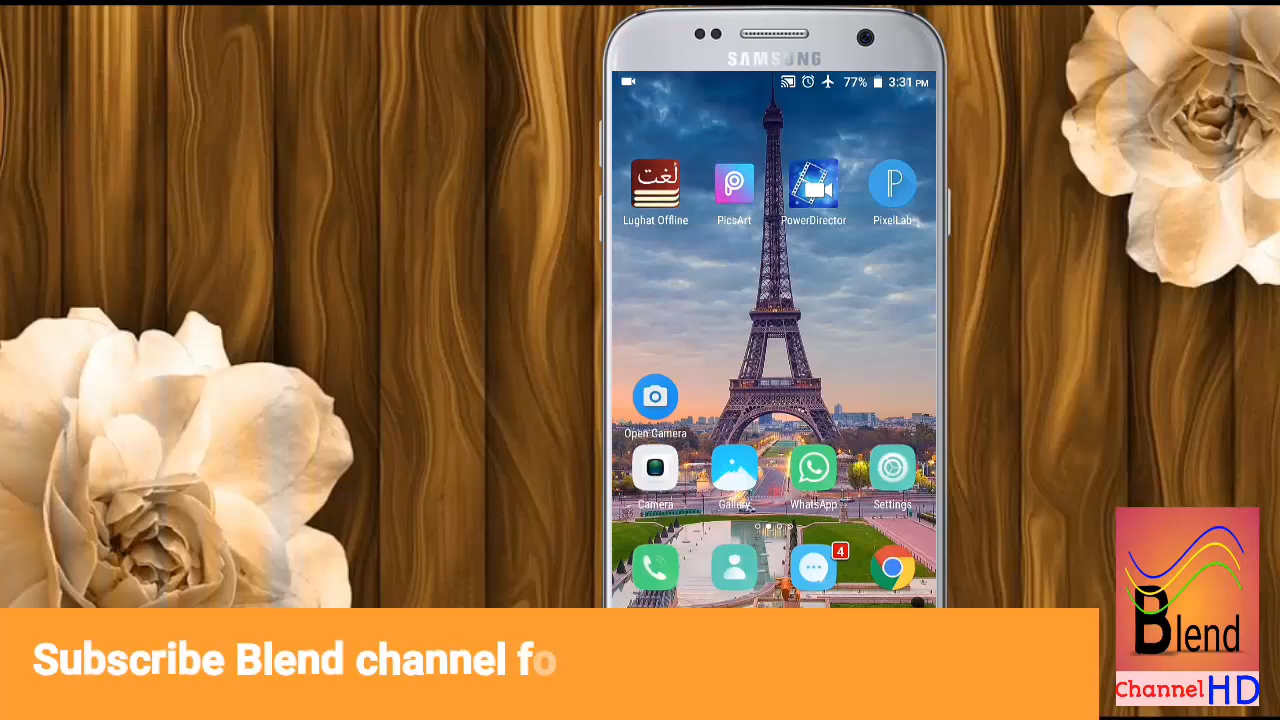 SAMSUNG
77% 3:31 PM
لُغت
Lughat Offline
PicsArt
PowerDirector
PixelLab
Open Camera
Camera
Gallery
WhatsApp
Settings
4
Subscribe Blend channel fo
Blend
Channel HD